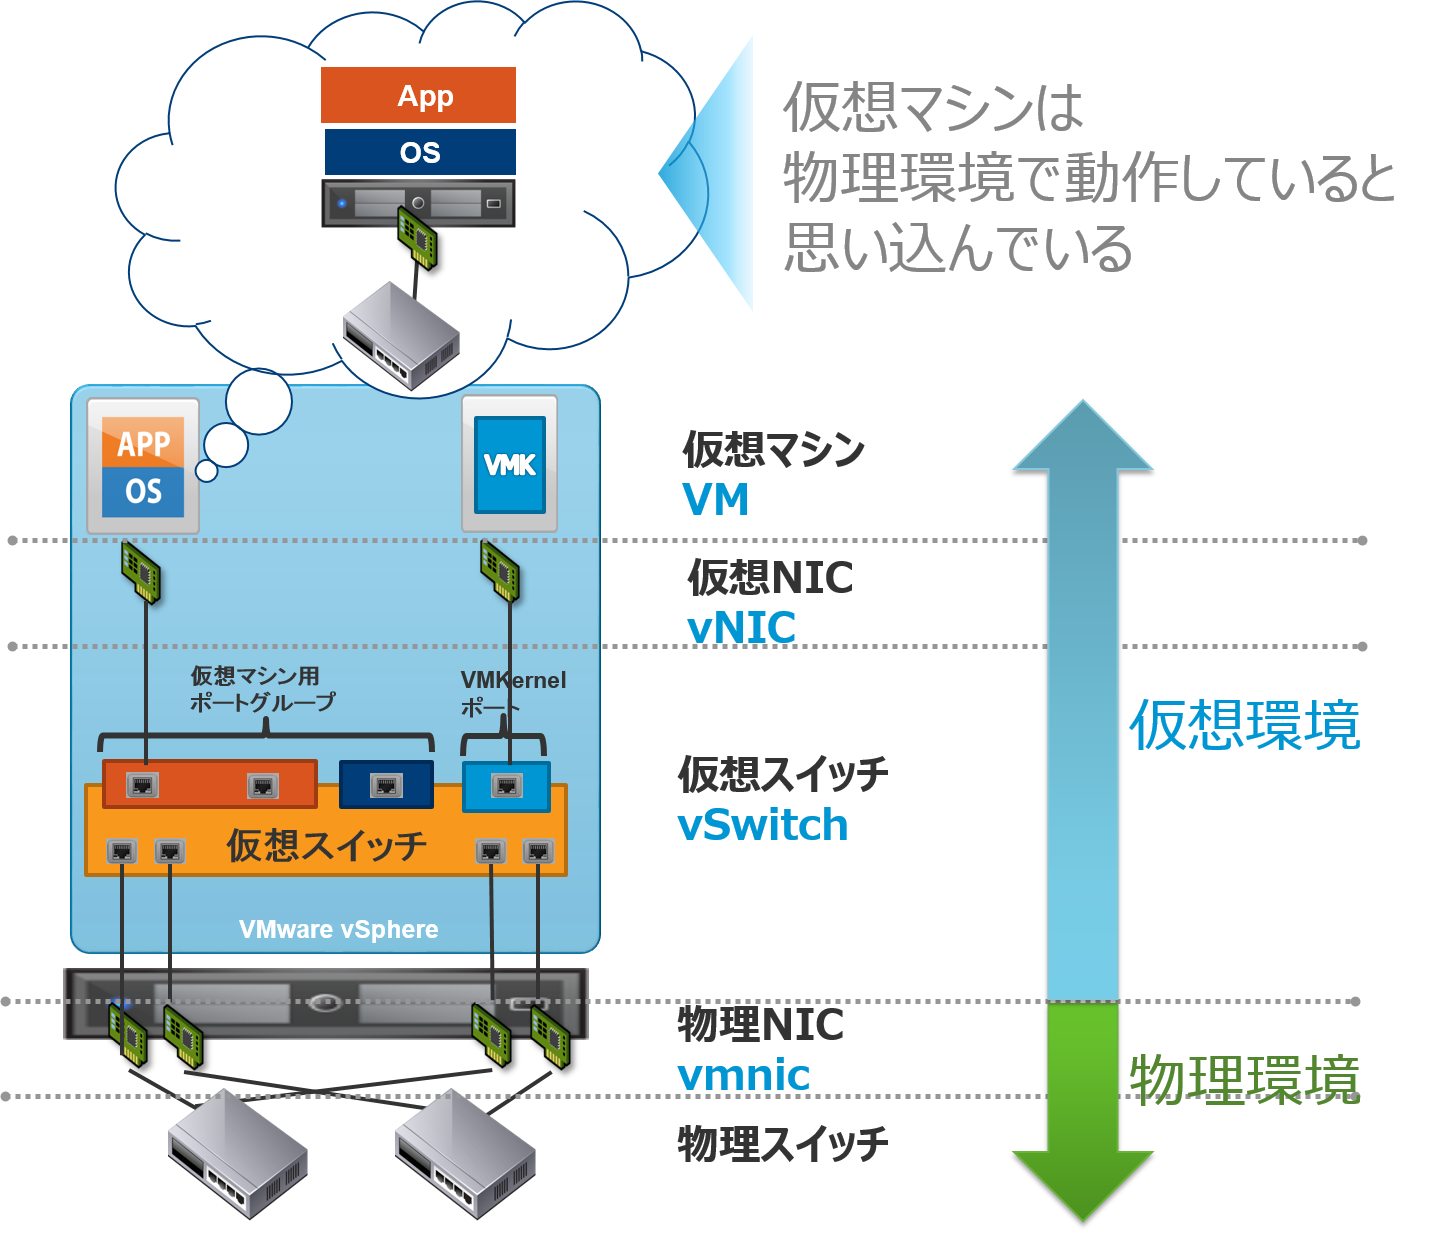 App
OS
仮想マシンは
物理環境で動作していると
思い込んでいる
APP
OS
VMK
仮想マシン
VM
仮想NIC
vNIC
仮想マシン用
ポートグループ
VMKernel
ポート
仮想環境
仮想スイッチ
vSwitch
仮想スイッチ
VMware vSphere
物理NIC
vmnic
物理環境
物理スイッチ